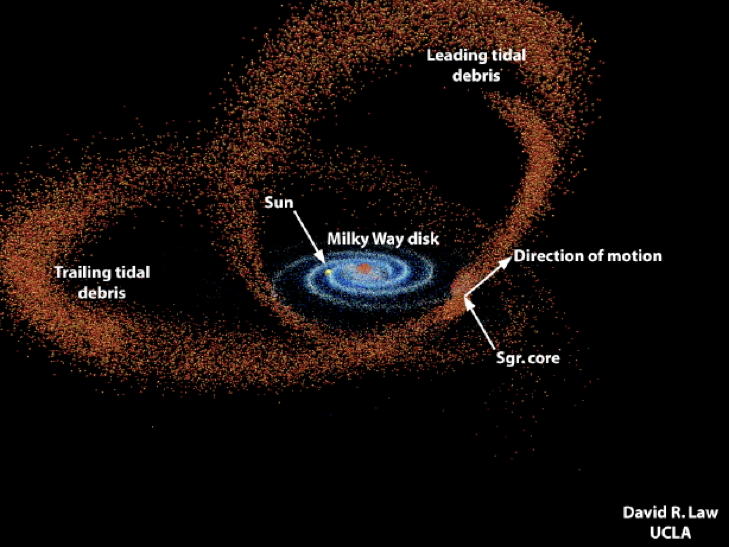 Leading tidal
debris
Sun
Milky Way disk
Direction of motion
Trailing tidal
debris
Sgr. core
David R. Law
UCLA